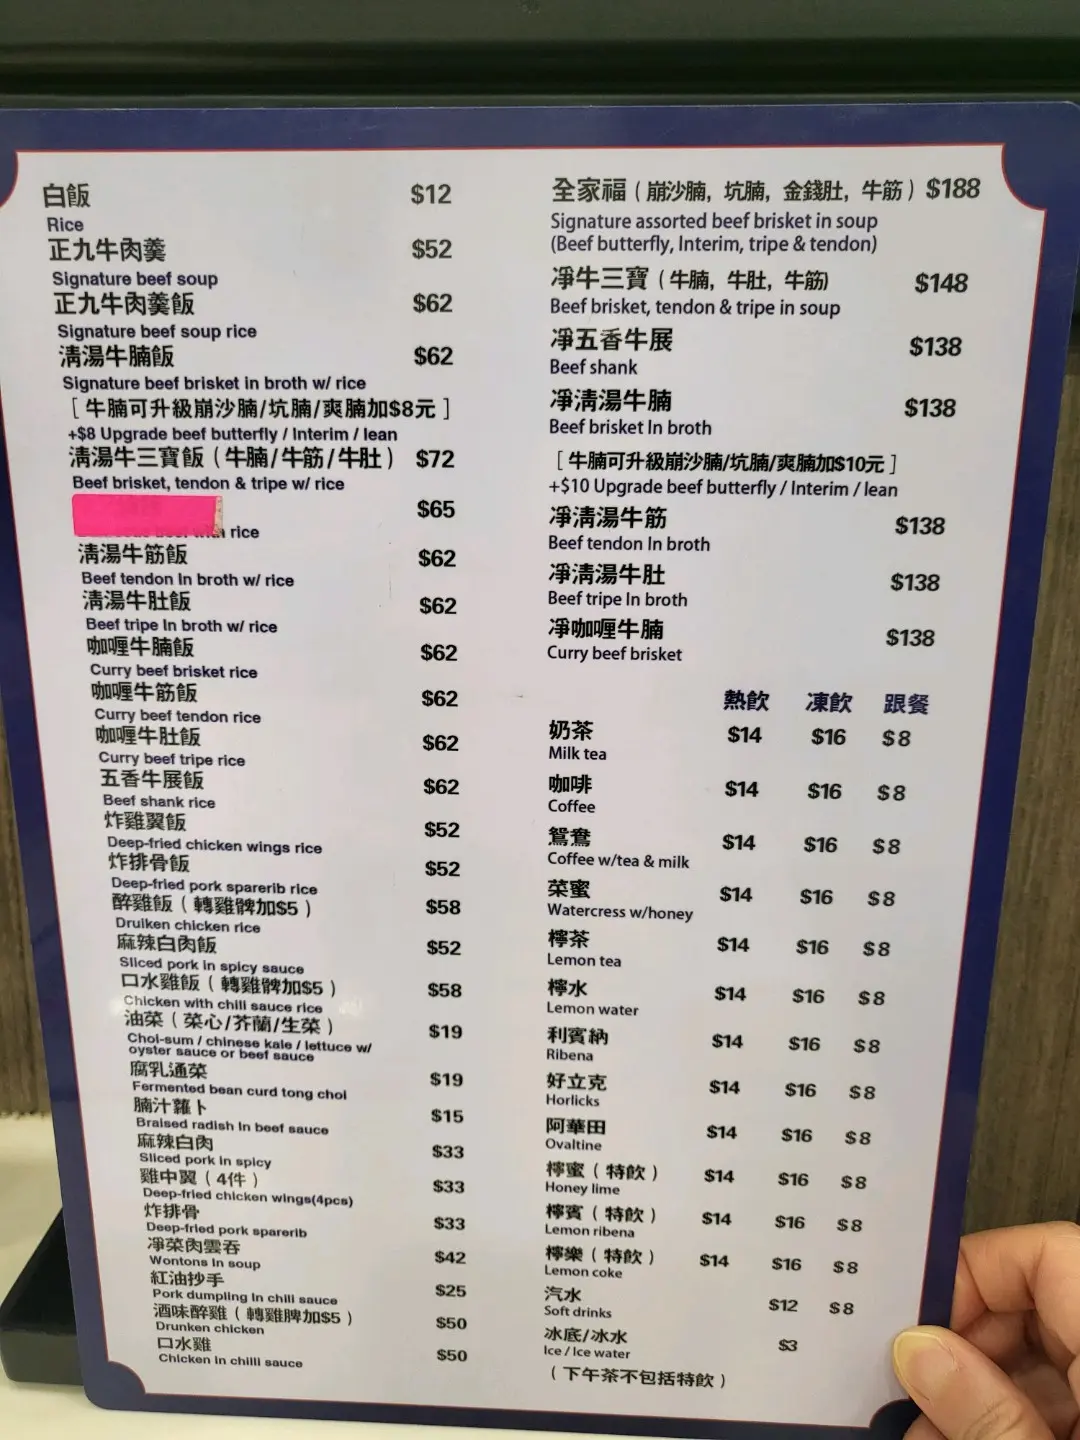 白飯 $12
Rice
正九牛肉羹 $52
Signature beef soup
正九牛肉羹飯 $62
Signature beef soup rice
淸湯牛腩飯 $62
Signature beef brisket in broth w/ rice
[ 牛腩可升級崩沙腩/坑腩/爽腩加$8元 ]
+$8 Upgrade beef butterfly / Interim / lean
淸湯牛三寶飯 ( 牛腩/牛筋/牛肚 ) $72
Beef brisket, tendon & tripe w/ rice
$65
rice
淸湯牛筋飯 $62
Beef tendon In broth w/ rice
淸湯牛肚飯 $62
Beef tripe In broth w/ rice
咖喱牛腩飯 $62
Curry beef brisket rice
咖喱牛筋飯 $62
Curry beef tendon rice
咖喱牛肚飯 $62
Curry beef tripe rice
五香牛展飯 $62
Beef shank rice
炸雞翼飯 $52
Deep-fried chicken wings rice
炸排骨飯 $52
Deep-fried pork sparerib rice
醉雞飯 ( 轉雞髀加$5 ) $58
Druiken chicken rice
麻辣白肉飯 $52
Sliced pork in spicy sauce
口水雞飯 ( 轉雞髀加$5 ) $58
Chicken with chili sauce rice
油菜 ( 菜心/芥蘭/生菜 ) $19
Choi-sum / chinese kale / lettuce w/
oyster sauce or beef sauce
腐乳通菜 $19
Fermented bean curd tong choi
腩汁蘿卜 $15
Braised radish In beef sauce
麻辣白肉 $33
Sliced pork in spicy
雞中翼 ( 4件 ) $33
Deep-fried chicken wings(4pcs)
炸排骨 $33
Deep-fried pork sparerib
凈菜肉雲吞 $42
Wontons In soup
紅油抄手 $25
Pork dumpling In chili sauce
酒味醉雞 ( 轉雞脾加$5 ) $50
Drunken chicken
口水雞 $50
Chicken in chilli sauce
全家福 ( 崩沙腩, 坑腩, 金錢肚, 牛筋 ) $188
Signature assorted beef brisket in soup
(Beef butterfly, Interim, tripe & tendon)
凈牛三寶 ( 牛腩, 牛肚, 牛筋) $148
Beef brisket, tendon & tripe in soup
凈五香牛展 $138
Beef shank
凈淸湯牛腩 $138
Beef brisket In broth
[ 牛腩可升級崩沙腩/坑腩/爽腩加$10元 ]
+$10 Upgrade beef butterfly / Interim / lean
凈淸湯牛筋 $138
Beef tendon In broth
凈淸湯牛肚 $138
Beef tripe In broth
凈咖喱牛腩 $138
Curry beef brisket
熱飲 凍飲 跟餐
奶茶 $14 $16 $8
Milk tea
咖啡 $14 $16 $8
Coffee
鴛鴦 $14 $16 $8
Coffee w/tea & milk
菜蜜 $14 $16 $8
Watercress w/honey
檸茶 $14 $16 $8
Lemon tea
檸水 $14 $16 $8
Lemon water
利賓納 $14 $16 $8
Ribena
好立克 $14 $16 $8
Horlicks
阿華田 $14 $16 $8
Ovaltine
檸蜜 ( 特飲 ) $14 $16 $8
Honey lime
檸賓 ( 特飲 ) $14 $16 $8
Lemon ribena
檸樂 ( 特飲 ) $14 $16 $8
Lemon coke
汽水 $12 $8
Soft drinks
冰底/冰水 $3
Ice / Ice water
( 下午茶不包括特飲 )